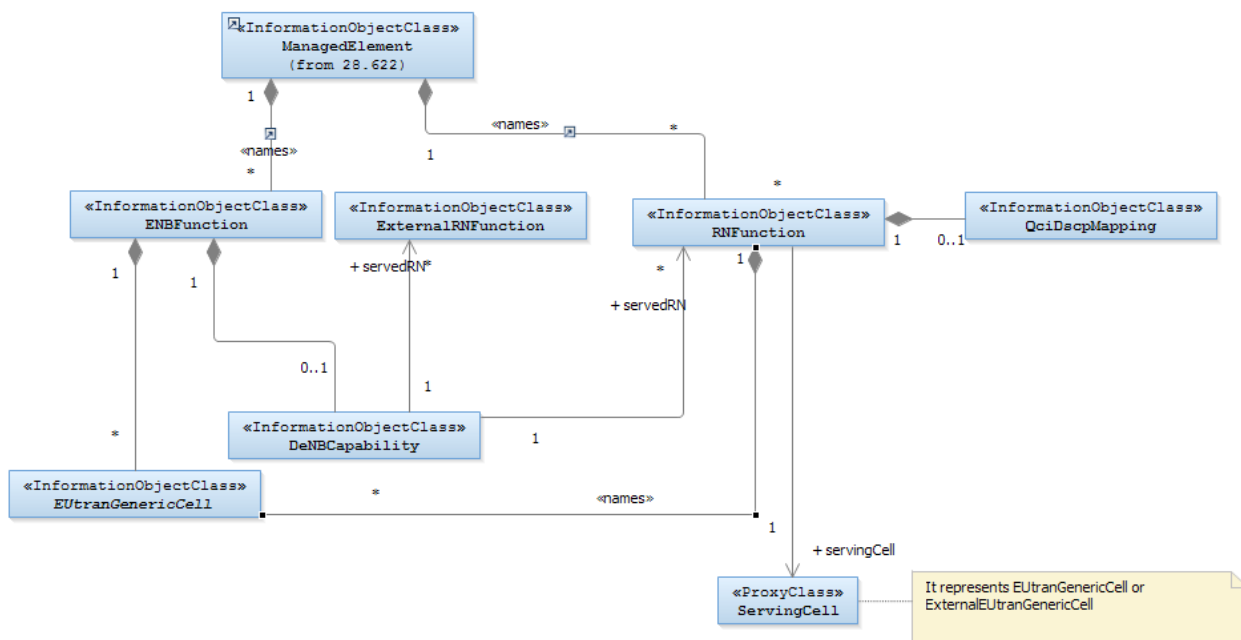 «InformationObjectClass»
ManagedElement
(from 28.622)
1
1
«names»
«names»
*
*
*
«InformationObjectClass»
ENBFunction
«InformationObjectClass»
ExternalRNFunction
«InformationObjectClass»
RNFunction
«InformationObjectClass»
QciDscpMapping
1
0..1
1
1
+ servedRN*
*
1
+ servedRN
0..1
1
1
«InformationObjectClass»
DeNBCapability
*
«InformationObjectClass»
EUtranGenericCell
*
«names»
1
+ servingCell
«ProxyClass»
ServingCell
It represents EUtranGenericCell or
ExternalEUtranGenericCell